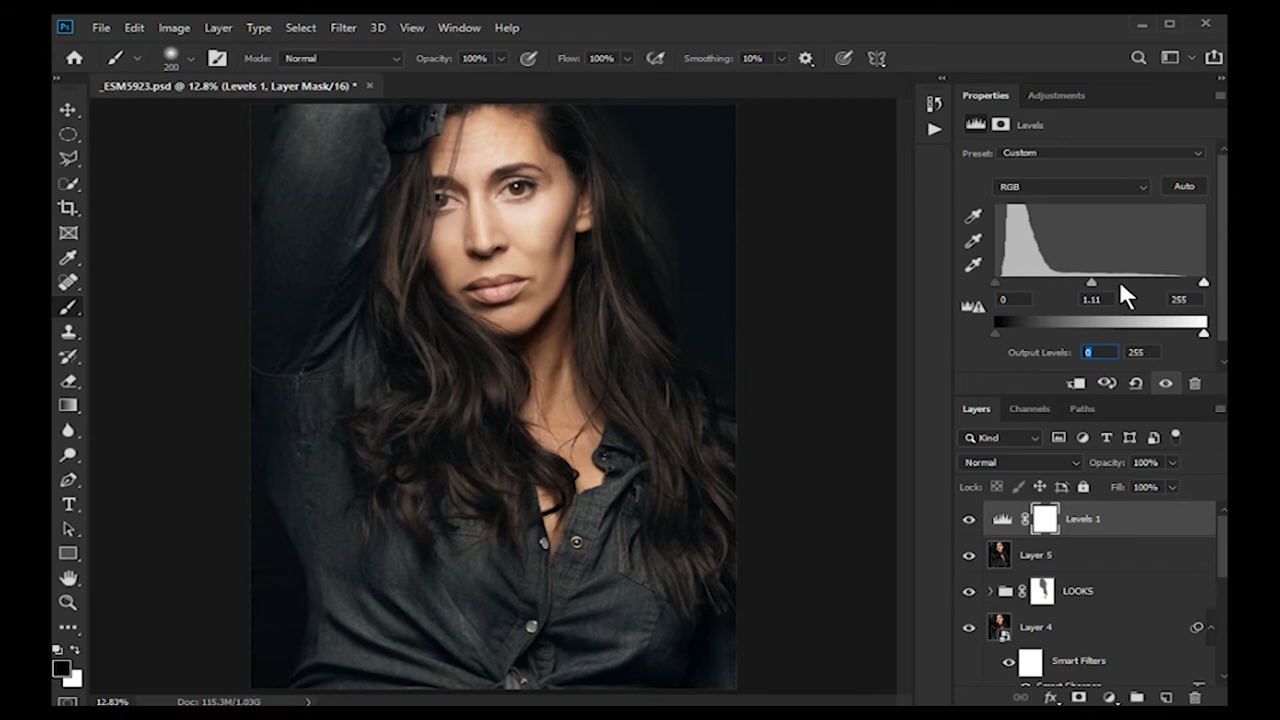 Ps File Edit Image Layer Type Select Filter 3D View Window Help
200 Mode: Normal Opacity: 100% Flow: 100% Smoothing: 10%
_ESM5923.psd @ 12.8% (Levels 1, Layer Mask/16) *
Properties Adjustments
Levels
Preset: Custom
RGB Auto
0 1.11 255
Output Levels: 0 255
Layers Channels Paths
Kind
Normal Opacity: 100%
Lock: Fill: 100%
Levels 1
Layer 5
LOOKS
Layer 4
Smart Filters
Smart Sharpen
12.83% Doc: 115.3M/1.03G